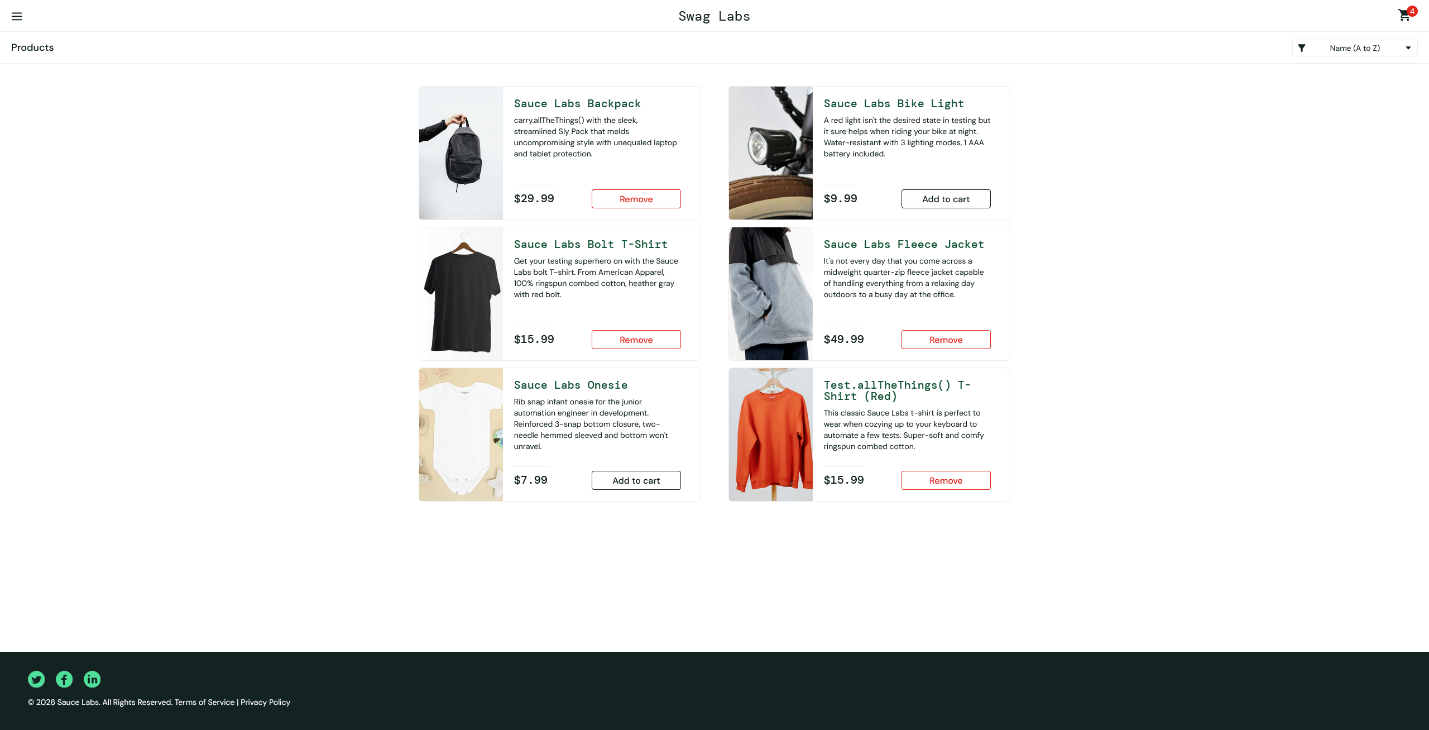 Swag Labs
4
Products
Name (A to Z)
Sauce Labs Backpack
carry.allTheThings() with the sleek,
streamlined Sly Pack that melds
uncompromising style with unequaled laptop
and tablet protection.
$29.99
Remove
Sauce Labs Bike Light
A red light isn't the desired state in testing but
it sure helps when riding your bike at night.
Water-resistant with 3 lighting modes, 1 AAA
battery included.
$9.99
Add to cart
Sauce Labs Bolt T-Shirt
Get your testing superhero on with the Sauce
Labs bolt T-shirt. From American Apparel,
100% ringspun combed cotton, heather gray
with red bolt.
$15.99
Remove
Sauce Labs Fleece Jacket
It's not every day that you come across a
midweight quarter-zip fleece jacket capable
of handling everything from a relaxing day
outdoors to a busy day at the office.
$49.99
Remove
Sauce Labs Onesie
Rib snap infant onesie for the junior
automation engineer in development.
Reinforced 3-snap bottom closure, two-
needle hemmed sleeved and bottom won't
unravel.
$7.99
Add to cart
Test.allTheThings() T-
Shirt (Red)
This classic Sauce Labs t-shirt is perfect to
wear when cozying up to your keyboard to
automate a few tests. Super-soft and comfy
ringspun combed cotton.
$15.99
Remove
© 2026 Sauce Labs. All Rights Reserved. Terms of Service | Privacy Policy